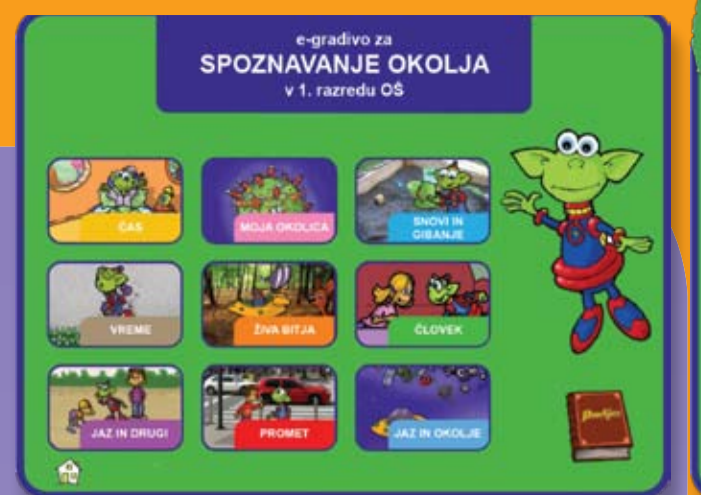 e-gradivo za
SPOZNAVANJE OKOLJA
v 1. razredu OŠ
ČAS
MOJA OKOLICA
SNOVI IN
GIBANJE
VREME
ŽIVA BITJA
ČLOVEK
JAZ IN DRUGI
PROMET
JAZ IN OKOLJE